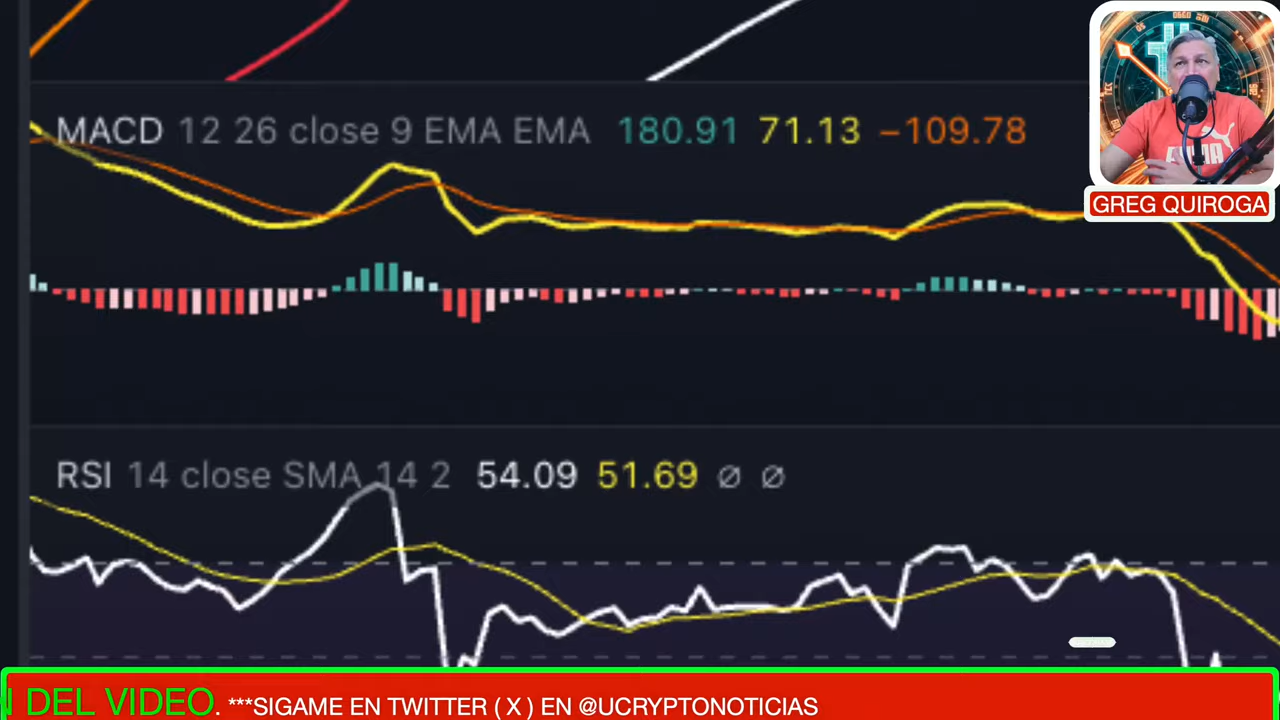 MACD 12 26 close 9 EMA EMA 180.91 71.13 −109.78
GREG QUIROGA
RSI 14 close SMA 14 2 54.09 51.69 ∅ ∅
N DEL VIDEO. ***SIGAME EN TWITTER ( X ) EN @UCRYPTONOTICIAS